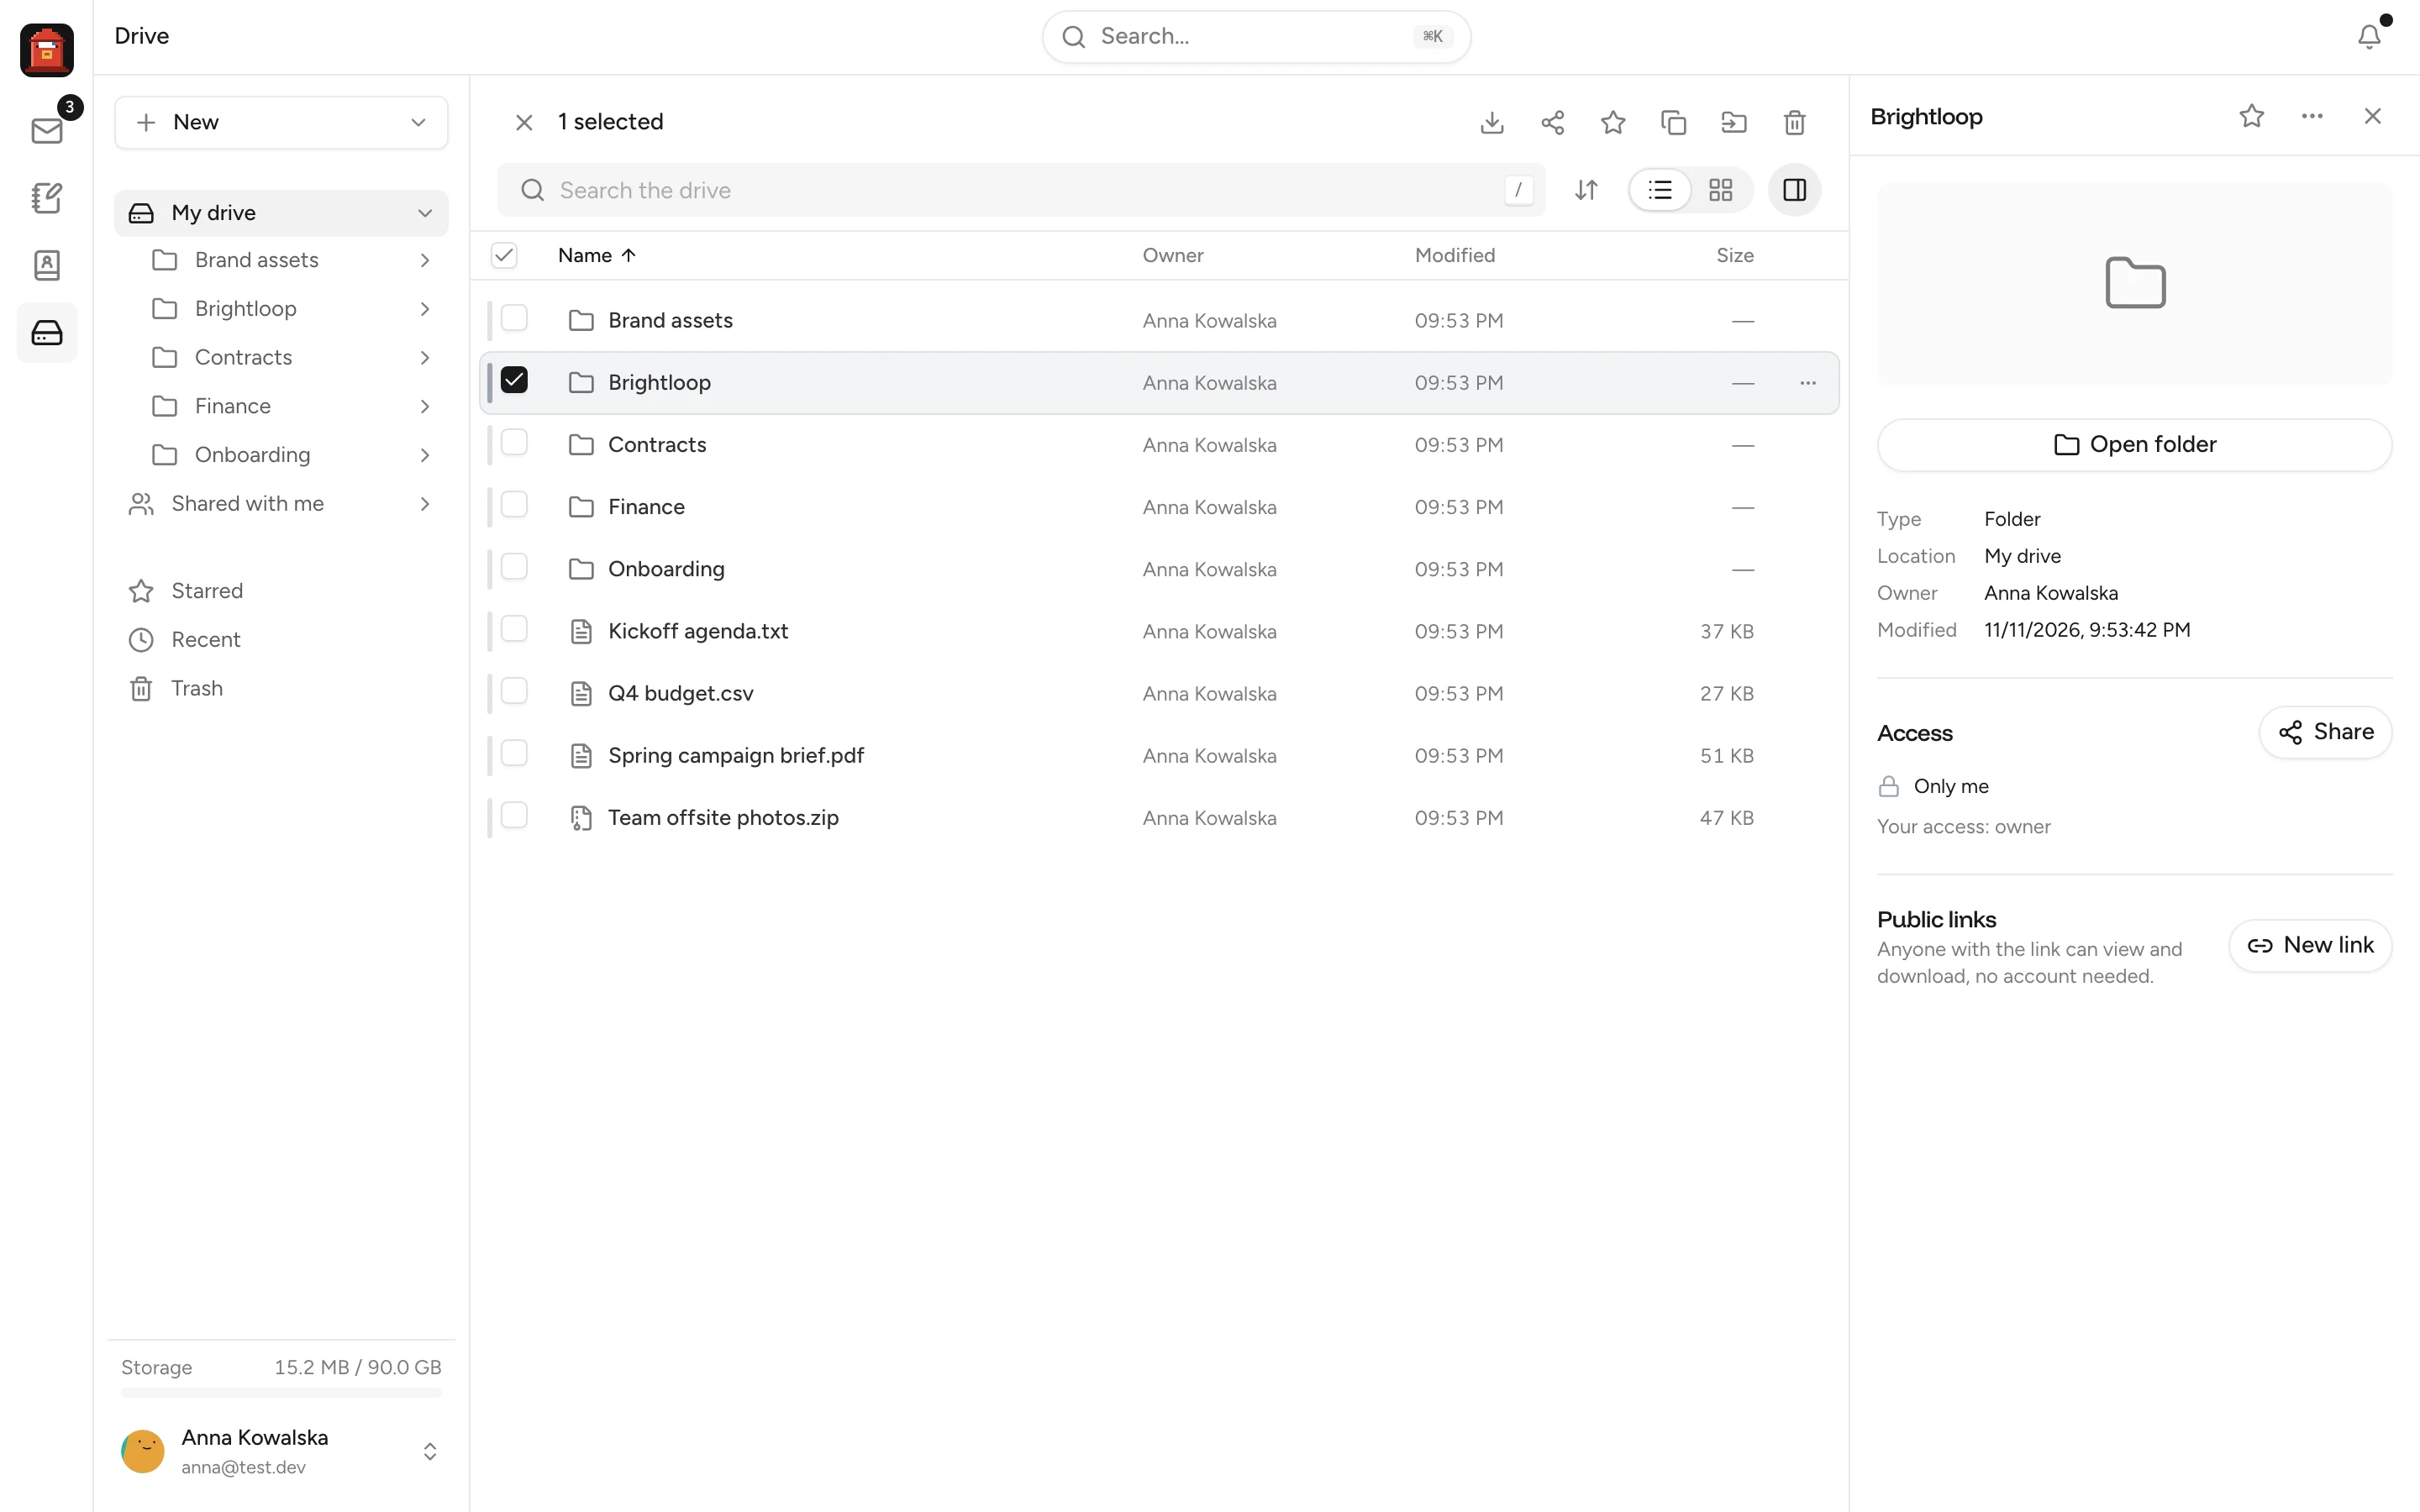 Drive
Search...
⌘K
3
New
My drive
Brand assets
Brightloop
Contracts
Finance
Onboarding
Shared with me
Starred
Recent
Trash
Storage
15.2 MB / 90.0 GB
Anna Kowalska
anna@test.dev
1 selected
Search the drive
/
Name Owner Modified Size
Brand assets Anna Kowalska 09:53 PM —
Brightloop Anna Kowalska 09:53 PM —
Contracts Anna Kowalska 09:53 PM —
Finance Anna Kowalska 09:53 PM —
Onboarding Anna Kowalska 09:53 PM —
Kickoff agenda.txt Anna Kowalska 09:53 PM 37 KB
Q4 budget.csv Anna Kowalska 09:53 PM 27 KB
Spring campaign brief.pdf Anna Kowalska 09:53 PM 51 KB
Team offsite photos.zip Anna Kowalska 09:53 PM 47 KB
Brightloop
Open folder
Type Folder
Location My drive
Owner Anna Kowalska
Modified 11/11/2026, 9:53:42 PM
Access
Share
Only me
Your access: owner
Public links
Anyone with the link can view and
download, no account needed.
New link